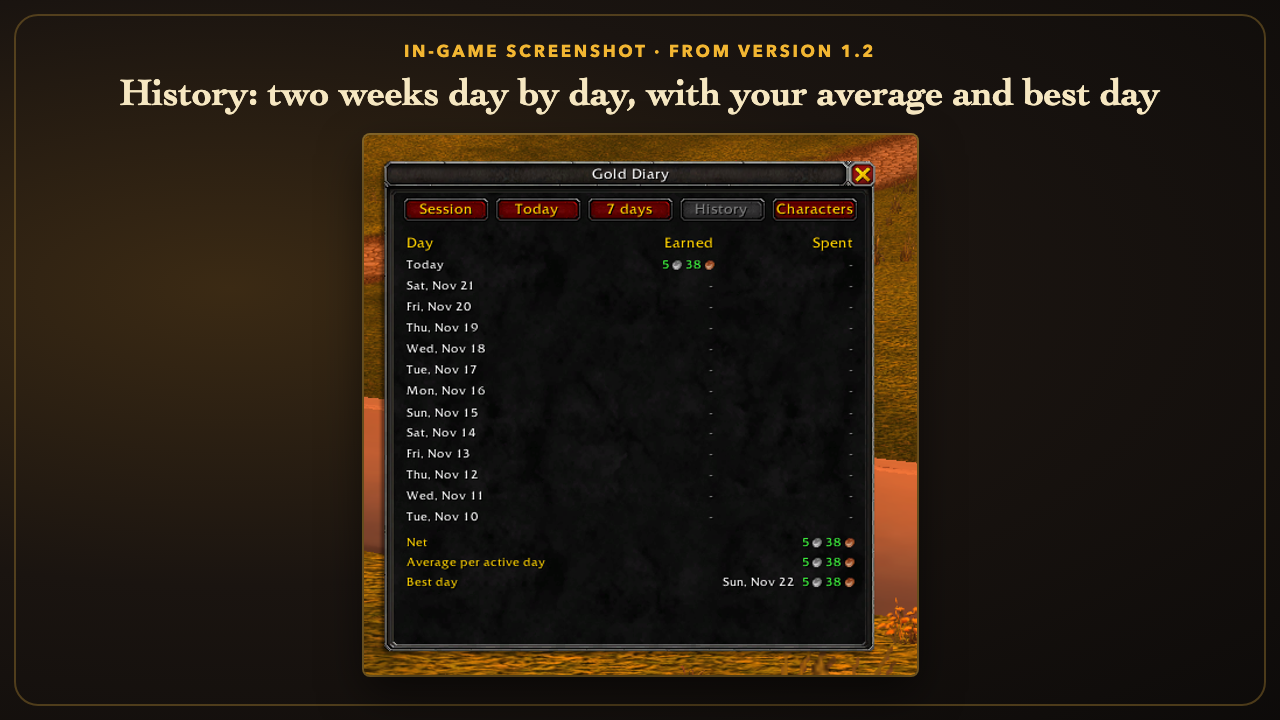 IN-GAME SCREENSHOT · FROM VERSION 1.2
History: two weeks day by day, with your average and best day
Gold Diary
Session Today 7 days History Characters
Day Earned Spent
Today 5 38 -
Sat, Nov 21 - -
Fri, Nov 20 - -
Thu, Nov 19 - -
Wed, Nov 18 - -
Tue, Nov 17 - -
Mon, Nov 16 - -
Sun, Nov 15 - -
Sat, Nov 14 - -
Fri, Nov 13 - -
Thu, Nov 12 - -
Wed, Nov 11 - -
Tue, Nov 10 - -
Net 5 38
Average per active day 5 38
Best day Sun, Nov 22 5 38